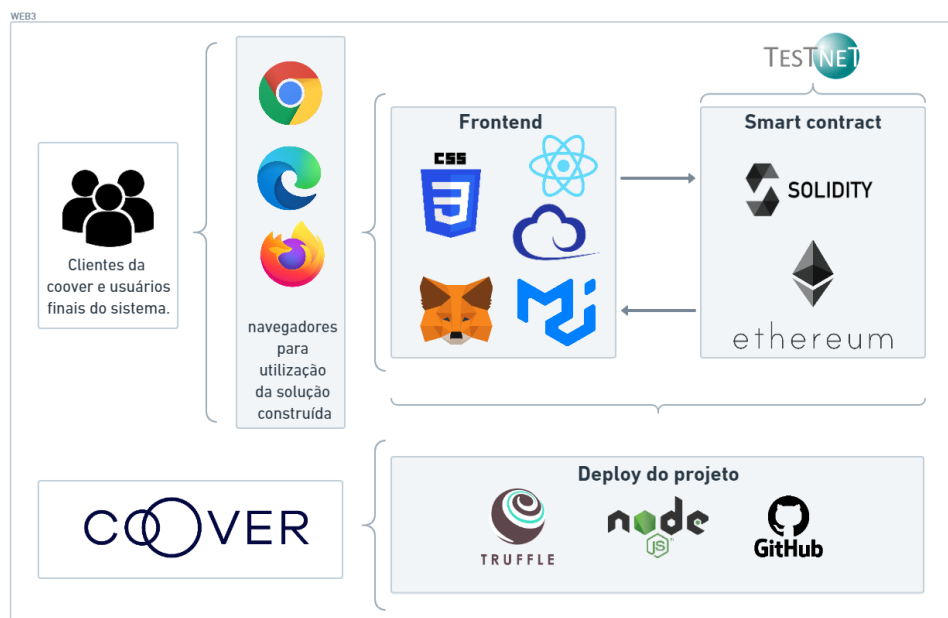 WEB3
TESTNET
Frontend
Smart contract
CSS
SOLIDITY
Clientes da
coover e usuários
finais do sistema.
navegadores
para
utilização
da solução
construída
ethereum
Deploy do projeto
COOVER
TRUFFLE
node
JS
GitHub